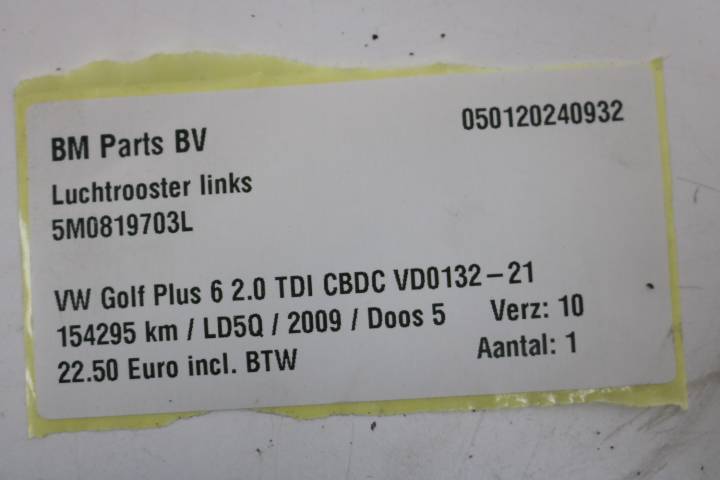 BM Parts BV 050120240932
Luchtrooster links
5M0819703L
VW Golf Plus 6 2.0 TDI CBDC VD0132-21
154295 km / LD5Q / 2009 / Doos 5 Verz: 10
22.50 Euro incl. BTW Aantal: 1